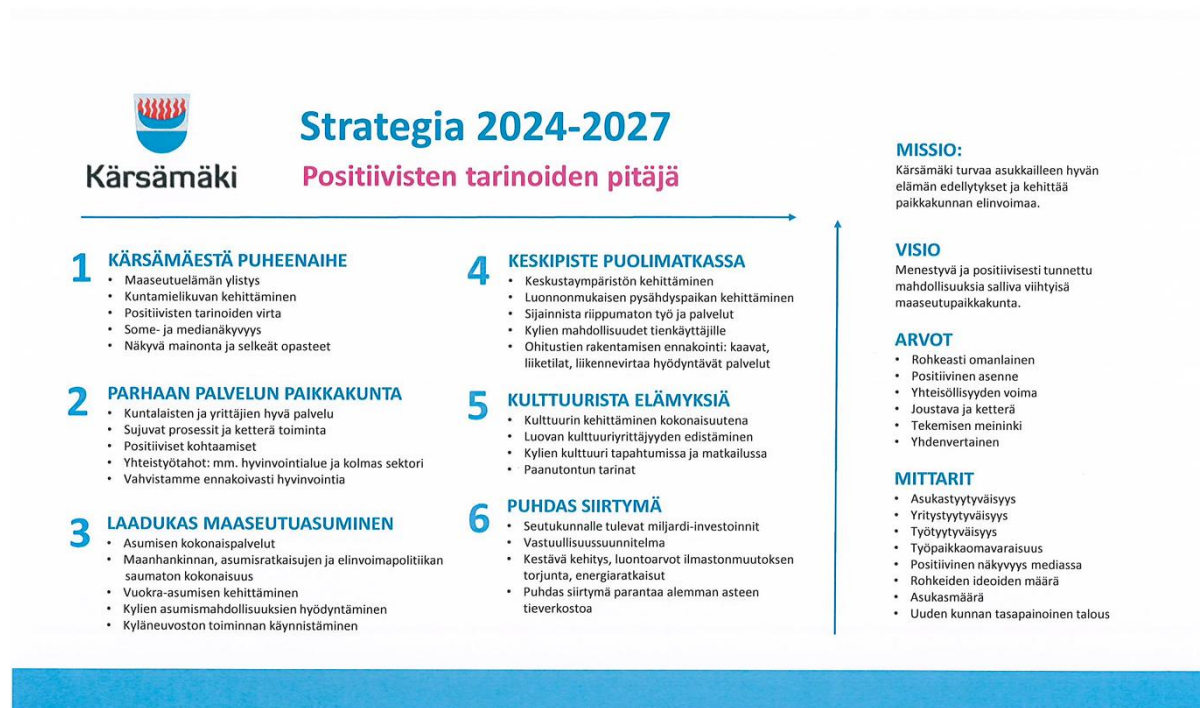 Kärsämäki
Strategia 2024-2027
Positiivisten tarinoiden pitäjä
1 KÄRSÄMÄESTÄ PUHEENAIHE
• Maaseutuelämän ylistys
• Kuntamielikuvan kehittäminen
• Positiivisten tarinoiden virta
• Some- ja medianäkyvyys
• Näkyvä mainonta ja selkeät opasteet
2 PARHAAN PALVELUN PAIKKAKUNTA
• Kuntalaisten ja yrittäjien hyvä palvelu
• Sujuvat prosessit ja ketterä toiminta
• Positiiviset kohtaamiset
• Yhteistyötahot: mm. hyvinvointialue ja kolmas sektori
• Vahvistamme ennakoivasti hyvinvointia
3 LAADUKAS MAASEUTUASUMINEN
• Asumisen kokonaispalvelut
• Maanhankinnan, asumisratkaisujen ja elinvoimapolitiikan
saumaton kokonaisuus
• Vuokra-asumisen kehittäminen
• Kylien asumismahdollisuuksien hyödyntäminen
• Kyläneuvoston toiminnan käynnistäminen
4 KESKIPISTE PUOLIMATKASSA
• Keskustaympäristön kehittäminen
• Luonnonmukaisen pysähdyspaikan kehittäminen
• Sijainnista riippumaton työ ja palvelut
• Kylien mahdollisuudet tienkäyttäjille
• Ohitustien rakentamisen ennakointi: kaavat,
liiketilat, liikennevirtaa hyödyntävät palvelut
5 KULTTUURISTA ELÄMYKSIÄ
• Kulttuurin kehittäminen kokonaisuutena
• Luovan kulttuuriyrittäjyyden edistäminen
• Kylien kulttuuri tapahtumissa ja matkailussa
• Paanutontun tarinat
6 PUHDAS SIIRTYMÄ
• Seutukunnalle tulevat miljardi-investoinnit
• Vastuullisuussuunnitelma
• Kestävä kehitys, luontoarvot ilmastonmuutoksen
torjunta, energiaratkaisut
• Puhdas siirtymä parantaa alemman asteen
tieverkostoa
MISSIO:
Kärsämäki turvaa asukkailleen hyvän
elämän edellytykset ja kehittää
paikkakunnan elinvoimaa.
VISIO
Menestyvä ja positiivisesti tunnettu
mahdollisuuksia salliva viihtyisä
maaseutupaikkakunta.
ARVOT
• Rohkeasti omanlainen
• Positiivinen asenne
• Yhteisöllisyyden voima
• Joustava ja ketterä
• Tekemisen meininki
• Yhdenvertainen
MITTARIT
• Asukastyytyväisyys
• Yritystyytyväisyys
• Työtyytyväisyys
• Työpaikkaomavaraisuus
• Positiivinen näkyvyys mediassa
• Rohkeiden ideoiden määrä
• Asukasmäärä
• Uuden kunnan tasapainoinen talous